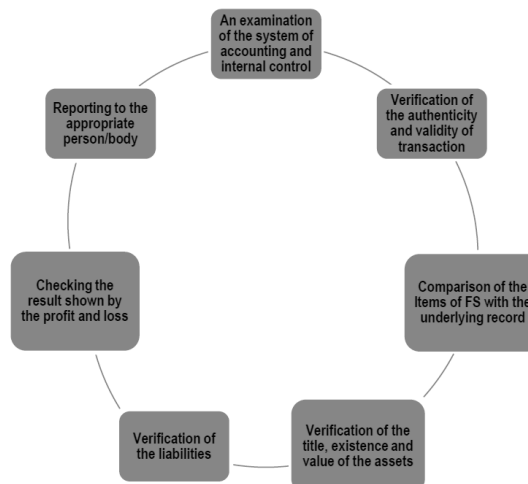 An examination
of the system of
accounting and
internal control
Verification of
the authenticity
and validity of
transaction
Comparison of the
Items of FS with the
underlying record
Verification of the
title, existence and
value of the assets
Verification of
the liabilities
Checking the
result shown by
the profit and loss
Reporting to the
appropriate
person/body